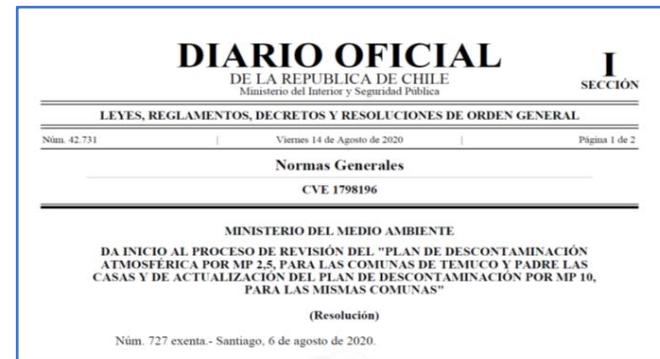 DIARIO OFICIAL
I
DE LA REPUBLICA DE CHILE
Ministerio del Interior y Seguridad Pública
SECCIÓN
LEYES, REGLAMENTOS, DECRETOS Y RESOLUCIONES DE ORDEN GENERAL
Núm. 42.731 | Viernes 14 de Agosto de 2020 | Página 1 de 2
Normas Generales
CVE 1798196
MINISTERIO DEL MEDIO AMBIENTE
DA INICIO AL PROCESO DE REVISIÓN DEL "PLAN DE DESCONTAMINACIÓN
ATMOSFÉRICA POR MP 2,5, PARA LAS COMUNAS DE TEMUCO Y PADRE LAS
CASAS Y DE ACTUALIZACIÓN DEL PLAN DE DESCONTAMINACIÓN POR MP 10,
PARA LAS MISMAS COMUNAS"
(Resolución)
Núm. 727 exenta.- Santiago, 6 de agosto de 2020.